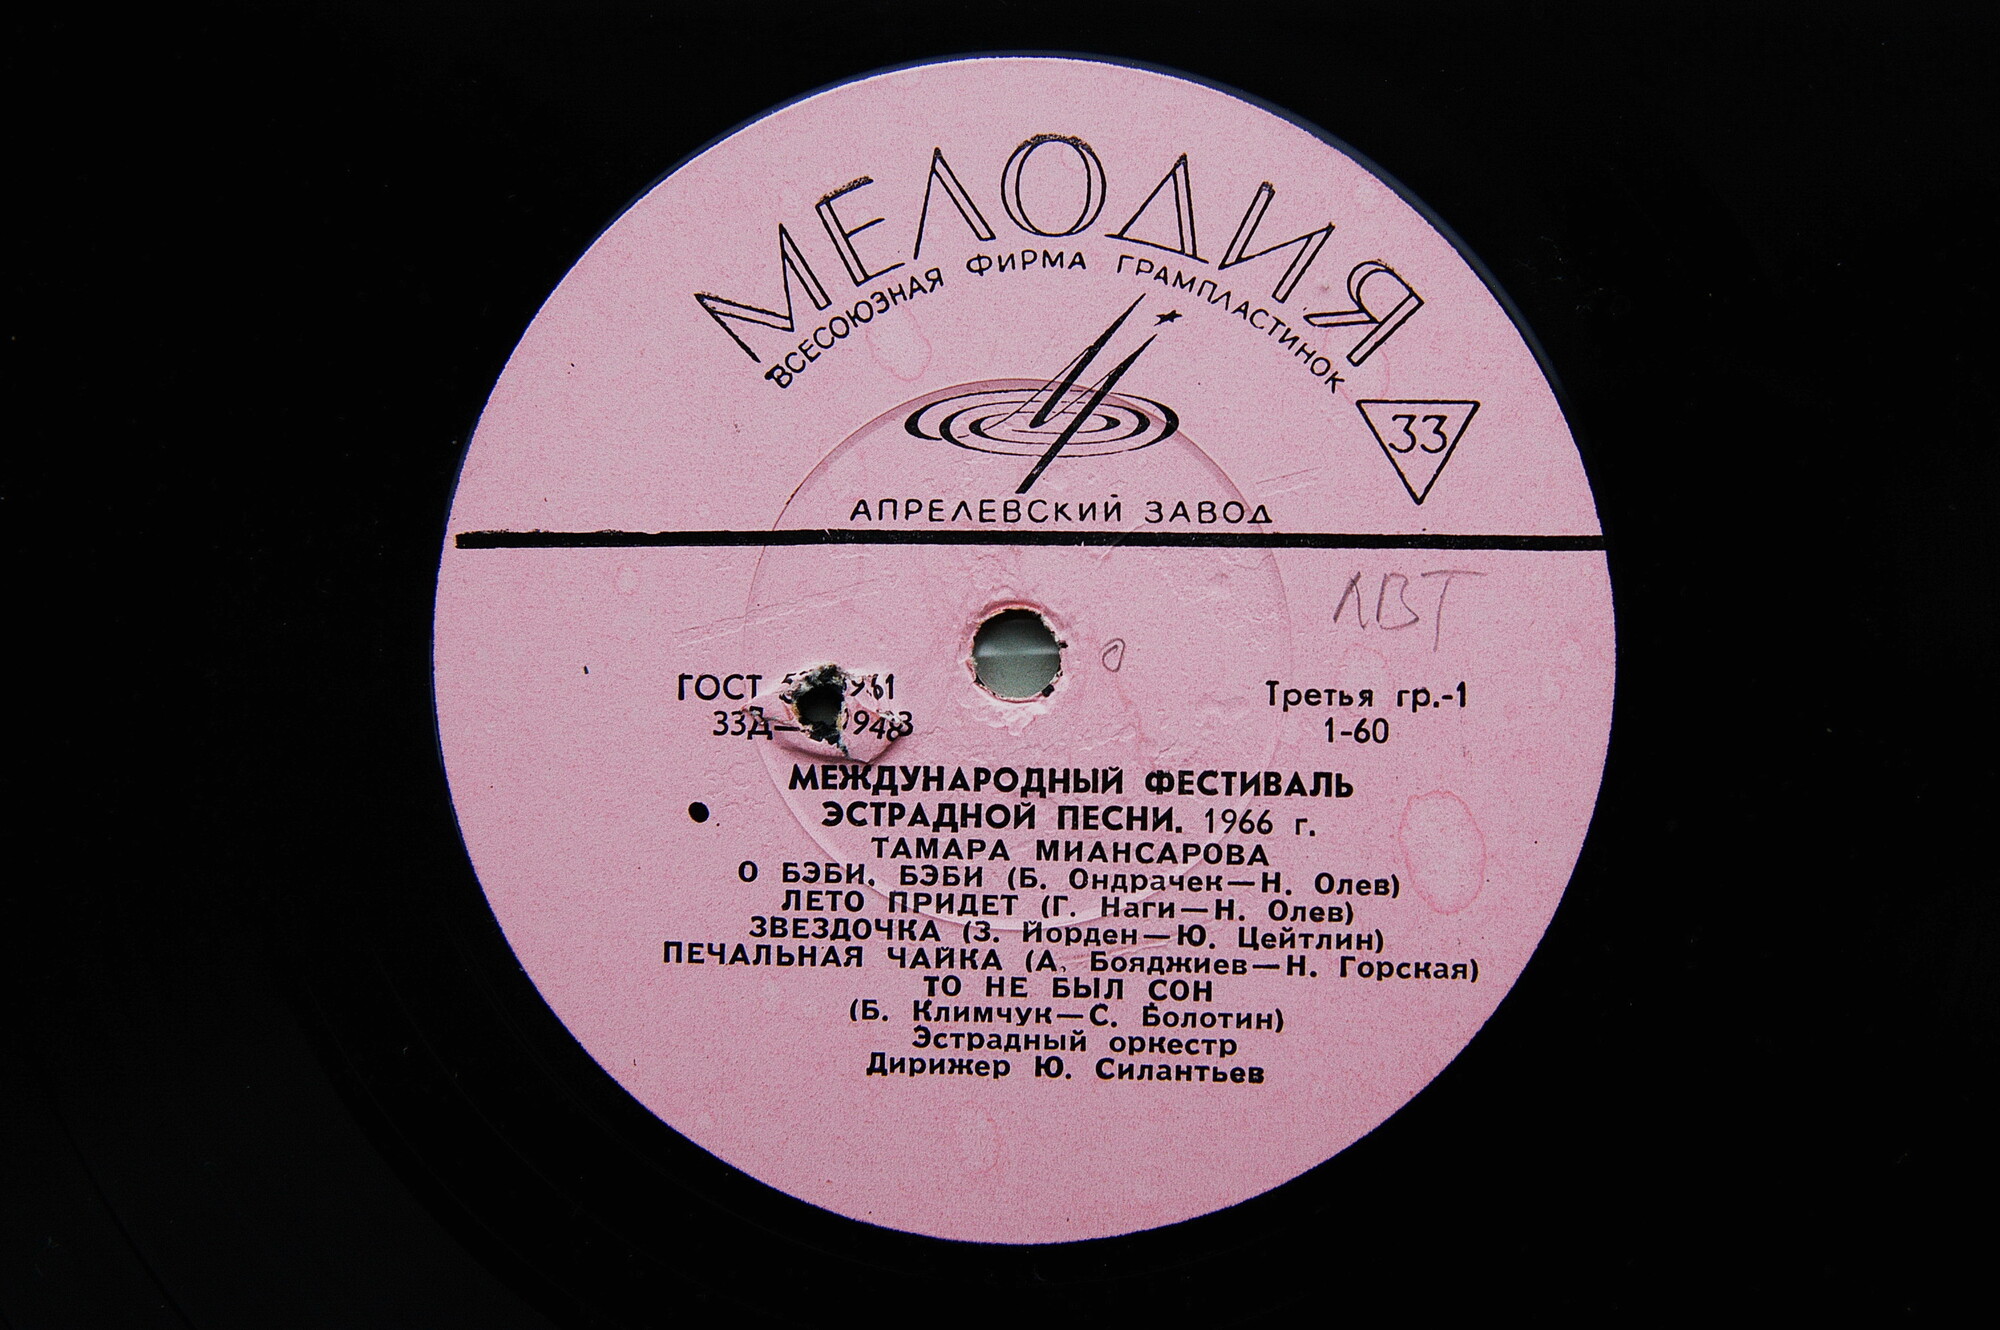 МЕЛОДИЯ
ВСЕСОЮЗНАЯ ФИРМА ГРАМПЛАСТИНОК
33
АПРЕЛЕВСКИЙ ЗАВОД
ЛВТ
ГОСТ
Третья гр.-1
1-60
МЕЖДУНАРОДНЫЙ ФЕСТИВАЛЬ
ЭСТРАДНОЙ ПЕСНИ. 1966 г.
ТАМАРА МИАНСАРОВА
О БЭБИ, БЭБИ (Б. Ондрачек—Н. Олев)
ЛЕТО ПРИДЕТ (Г. Наги—Н. Олев)
ЗВЕЗДОЧКА (З. Йорден—Ю. Цейтлин)
ПЕЧАЛЬНАЯ ЧАЙКА (А. Бояджиев—Н. Горская)
ТО НЕ БЫЛ СОН
(Б. Климчук—С. Болотин)
Эстрадный оркестр
Дирижер Ю. Силантьев